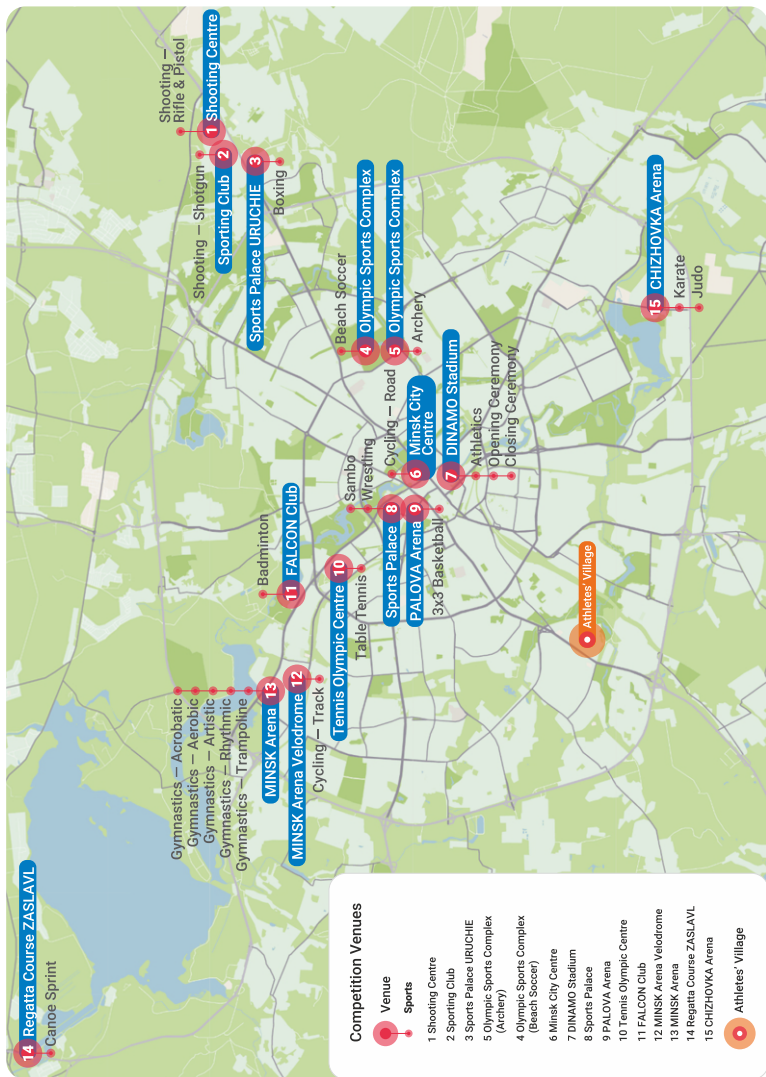 14 Regatta Course ZASLAVL
Canoe Sprint
Gymnastics — Acrobatic
Gymnastics — Aerobic
Gymnastics — Artistic
Gymnastics — Rhythmic
Gymnastics — Trampoline
MINSK Arena 13
MINSK Arena Velodrome 12
Cycling — Track
Badminton
11 FALCON Club
Tennis Olympic Centre 10
Table Tennis
Sambo
Wrestling
Sports Palace 8
PALOVA Arena 9
3x3 Basketball
Cycling — Road
6 Minsk City
Centre
7 DINAMO Stadium
Athletics
Opening Ceremony
Closing Ceremony
Beach Soccer
4 Olympic Sports Complex
5 Olympic Sports Complex
Archery
Shooting —
Rifle & Pistol
1 Shooting Centre
Shooting — Shotgun
Sporting Club 2
Sports Palace URUCHIE 3
Boxing
15 CHIZHOVKA Arena
Karate
Judo
Athletes' Village
Competition Venues
Venue
Sports
1 Shooting Centre
2 Sporting Club
3 Sports Palace URUCHIE
5 Olympic Sports Complex
(Archery)
4 Olympic Sports Complex
(Beach Soccer)
6 Minsk City Centre
7 DINAMO Stadium
8 Sports Palace
9 PALOVA Arena
10 Tennis Olympic Centre
11 FALCON Club
12 MINSK Arena Velodrome
13 MINSK Arena
14 Regatta Course ZASLAVL
15 CHIZHOVKA Arena
Athletes' Village